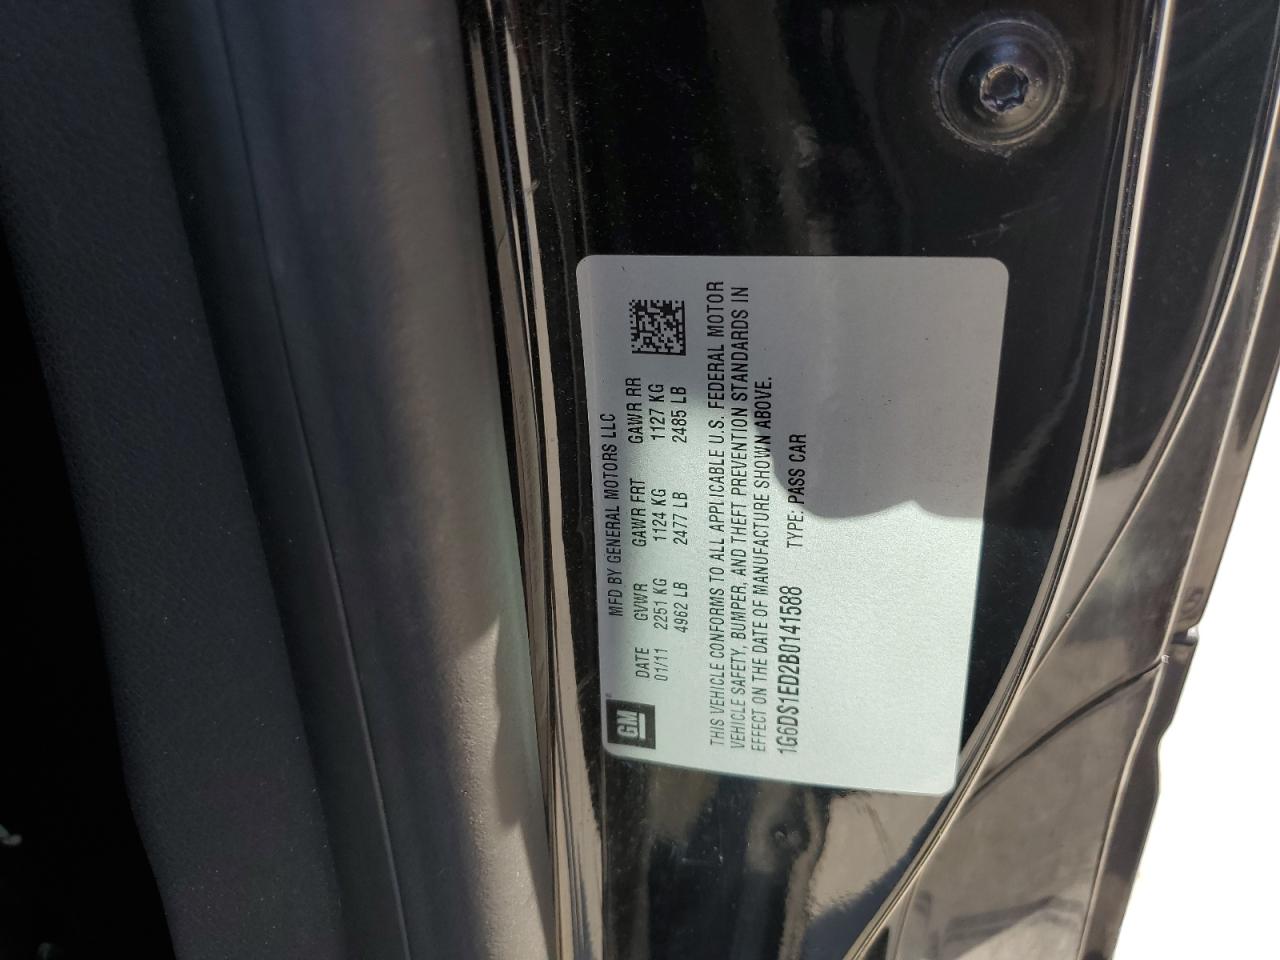 GM
MFD BY GENERAL MOTORS LLC
DATE GVWR GAWR FRT GAWR RR
01/11 2251 KG 1124 KG 1127 KG
4962 LB 2477 LB 2485 LB
THIS VEHICLE CONFORMS TO ALL APPLICABLE U.S. FEDERAL MOTOR
VEHICLE SAFETY, BUMPER, AND THEFT PREVENTION STANDARDS IN
EFFECT ON THE DATE OF MANUFACTURE SHOWN ABOVE.
1G6DS1ED2B0141588 TYPE: PASS CAR